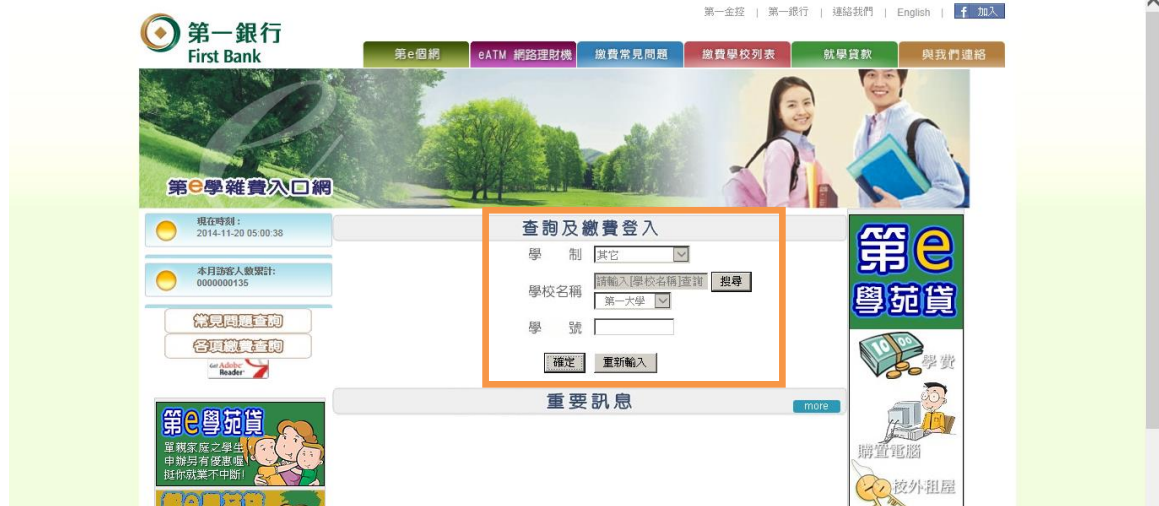 第一金控 | 第一銀行 | 連絡我們 | English | f 加入
第一銀行
First Bank
第e個網
eATM 網路理財機
繳費常見問題
繳費學校列表
就學貸款
與我們連絡
第e學雜費入口網
現在時刻 :
2014-11-20 05:00:38
本月訪客人數累計:
0000000135
常見問題查詢
各項繳費查詢
Get Adobe
Reader
第e學苑貸
單親家庭之學生
申辦另有優惠喔!
挺你就業不中斷!
查詢及繳費登入
學 制 其它
學校名稱 請輸入[學校名稱]查詢 搜尋
第一大學
學 號
確定 重新輸入
重要訊息
more
第e
學苑貸
學費
購置電腦
校外租屋